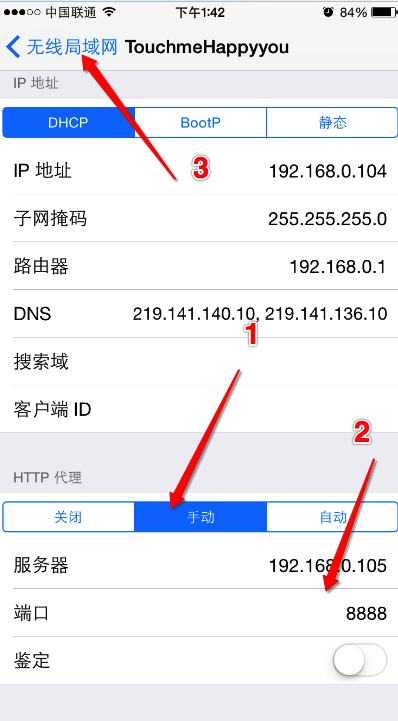 中国联通 下午1:42 84%
无线局域网 TouchmeHappyyou
IP 地址
DHCP BootP 静态
IP 地址 192.168.0.104
3
子网掩码 255.255.255.0
路由器 192.168.0.1
DNS 219.141.140.10, 219.141.136.10
1
搜索域
客户端 ID
2
HTTP 代理
关闭 手动 自动
服务器 192.168.0.105
端口 8888
鉴定